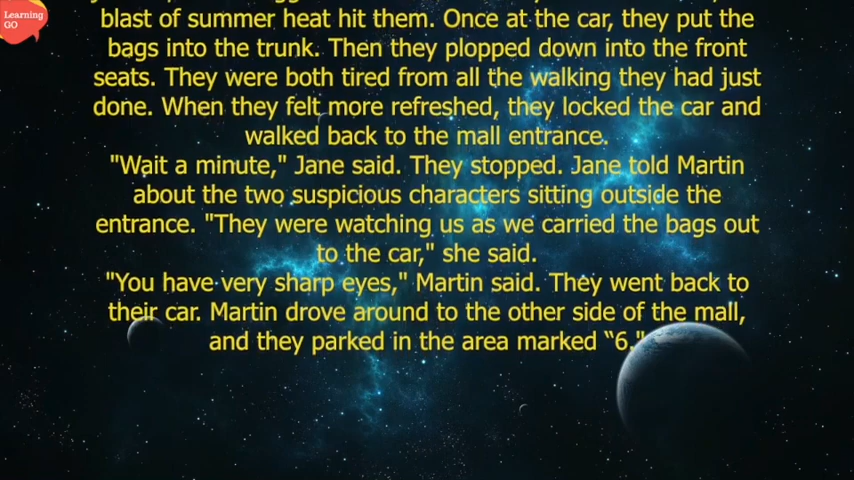 Learning
GO
blast of summer heat hit them. Once at the car, they put the
bags into the trunk. Then they plopped down into the front
seats. They were both tired from all the walking they had just
done. When they felt more refreshed, they locked the car and
walked back to the mall entrance.
"Wait a minute," Jane said. They stopped. Jane told Martin
about the two suspicious characters sitting outside the
entrance. "They were watching us as we carried the bags out
to the car," she said.
"You have very sharp eyes," Martin said. They went back to
their car. Martin drove around to the other side of the mall,
and they parked in the area marked “6."